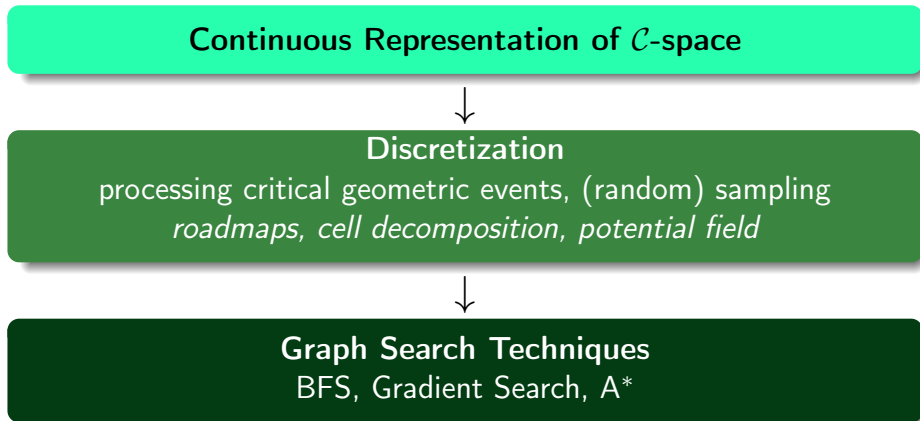 Continuous Representation of 𝒞-space
Discretization
processing critical geometric events, (random) sampling
roadmaps, cell decomposition, potential field
Graph Search Techniques
BFS, Gradient Search, A*